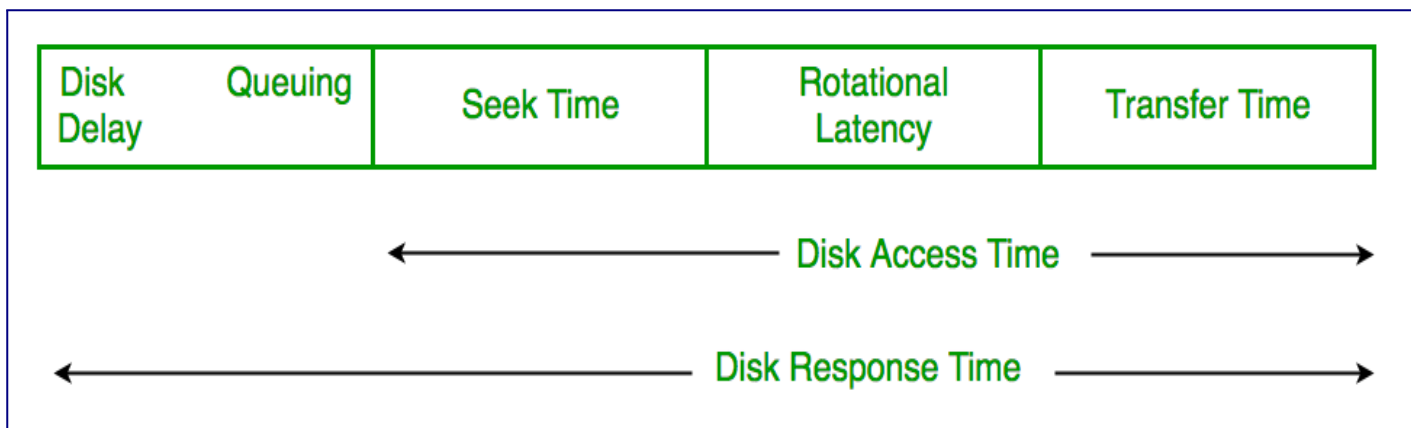 Disk Queuing
Delay
Seek Time
Rotational
Latency
Transfer Time
Disk Access Time
Disk Response Time